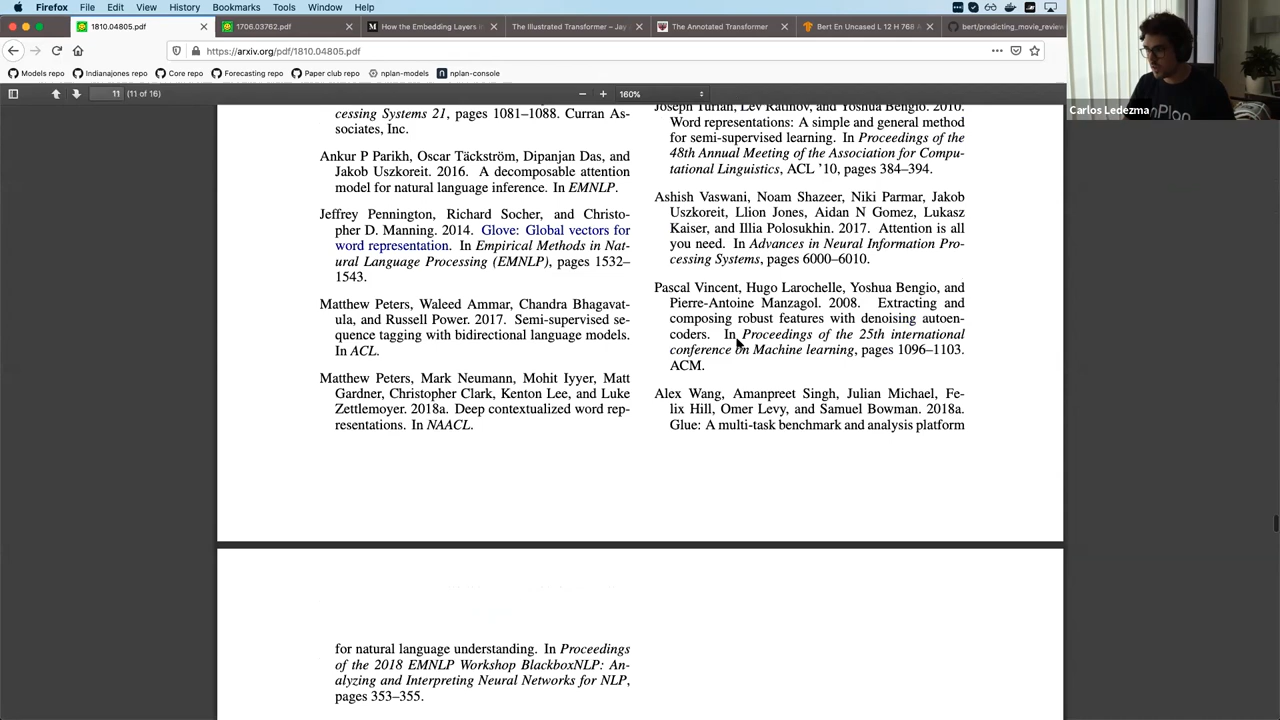 Firefox File Edit View History Bookmarks Tools Window Help
1810.04805.pdf
1706.03762.pdf
How the Embedding Layers in
The Illustrated Transformer – Jay
The Annotated Transformer
Bert En Uncased L 12 H 768 A
bert/predicting_movie_review
https://arxiv.org/pdf/1810.04805.pdf
Models repo Indianajones repo Core repo Forecasting repo Paper club repo nplan-models nplan-console
11 (11 of 16)
160%
Carlos Ledezma
nPlan
cessing Systems 21, pages 1081–1088. Curran As-
sociates, Inc.
Ankur P Parikh, Oscar Täckström, Dipanjan Das, and
Jakob Uszkoreit. 2016. A decomposable attention
model for natural language inference. In EMNLP.
Jeffrey Pennington, Richard Socher, and Christo-
pher D. Manning. 2014. Glove: Global vectors for
word representation. In Empirical Methods in Nat-
ural Language Processing (EMNLP), pages 1532–
1543.
Matthew Peters, Waleed Ammar, Chandra Bhagavat-
ula, and Russell Power. 2017. Semi-supervised se-
quence tagging with bidirectional language models.
In ACL.
Matthew Peters, Mark Neumann, Mohit Iyyer, Matt
Gardner, Christopher Clark, Kenton Lee, and Luke
Zettlemoyer. 2018a. Deep contextualized word rep-
resentations. In NAACL.
Joseph Turian, Lev Ratinov, and Yoshua Bengio. 2010.
Word representations: A simple and general method
for semi-supervised learning. In Proceedings of the
48th Annual Meeting of the Association for Compu-
tational Linguistics, ACL '10, pages 384–394.
Ashish Vaswani, Noam Shazeer, Niki Parmar, Jakob
Uszkoreit, Llion Jones, Aidan N Gomez, Lukasz
Kaiser, and Illia Polosukhin. 2017. Attention is all
you need. In Advances in Neural Information Pro-
cessing Systems, pages 6000–6010.
Pascal Vincent, Hugo Larochelle, Yoshua Bengio, and
Pierre-Antoine Manzagol. 2008. Extracting and
composing robust features with denoising autoen-
coders. In Proceedings of the 25th international
conference on Machine learning, pages 1096–1103.
ACM.
Alex Wang, Amanpreet Singh, Julian Michael, Fe-
lix Hill, Omer Levy, and Samuel Bowman. 2018a.
Glue: A multi-task benchmark and analysis platform
for natural language understanding. In Proceedings
of the 2018 EMNLP Workshop BlackboxNLP: An-
alyzing and Interpreting Neural Networks for NLP,
pages 353–355.